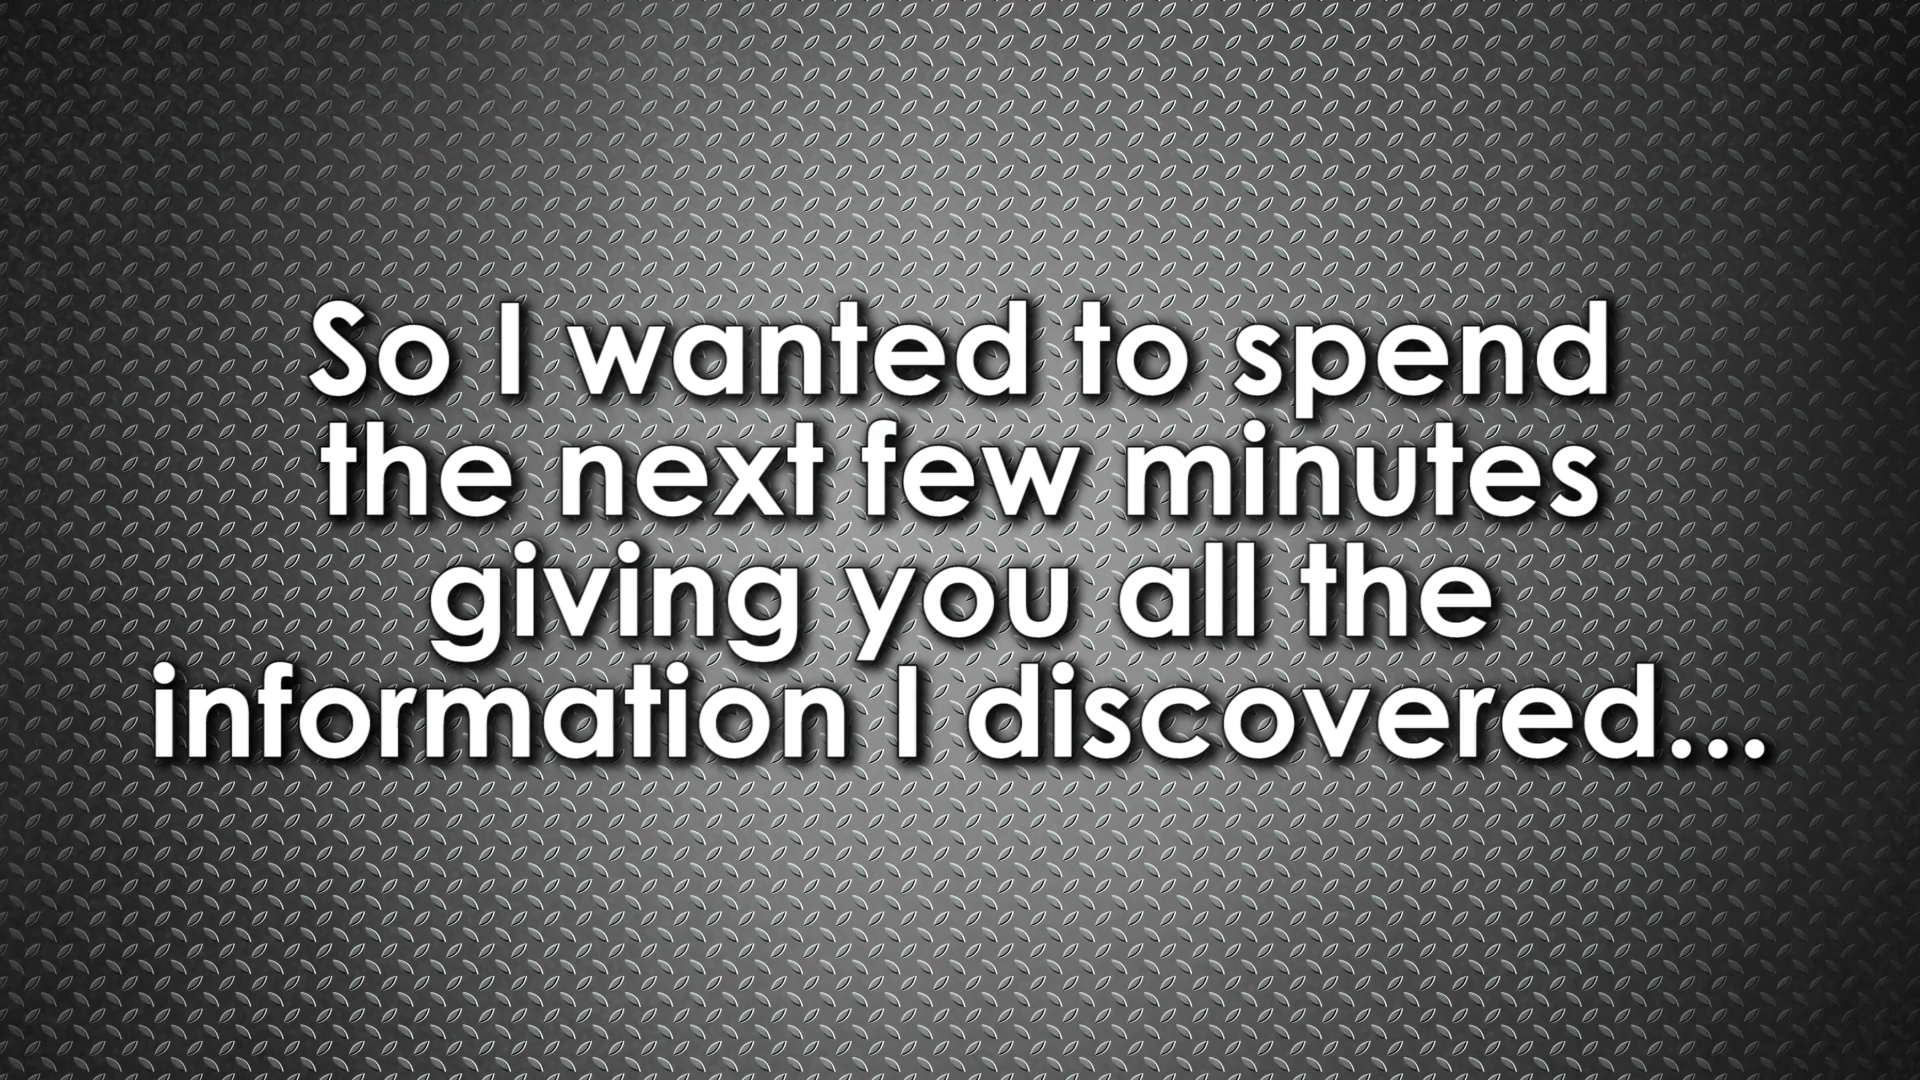 So I wanted to spend
the next few minutes
giving you all the
information I discovered...